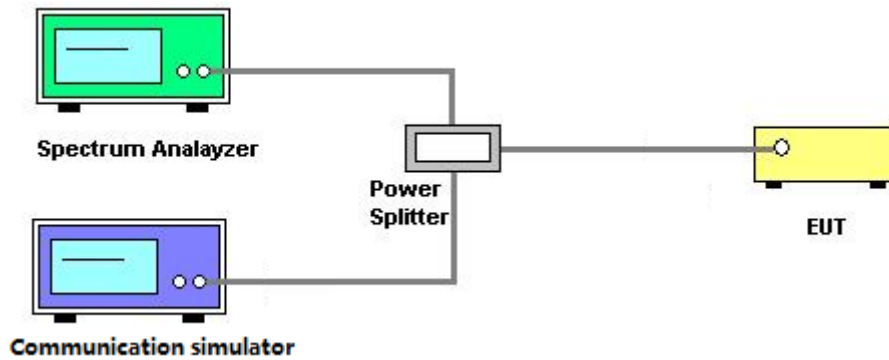 Spectrum Analayzer
Power
Splitter
EUT
Communication simulator